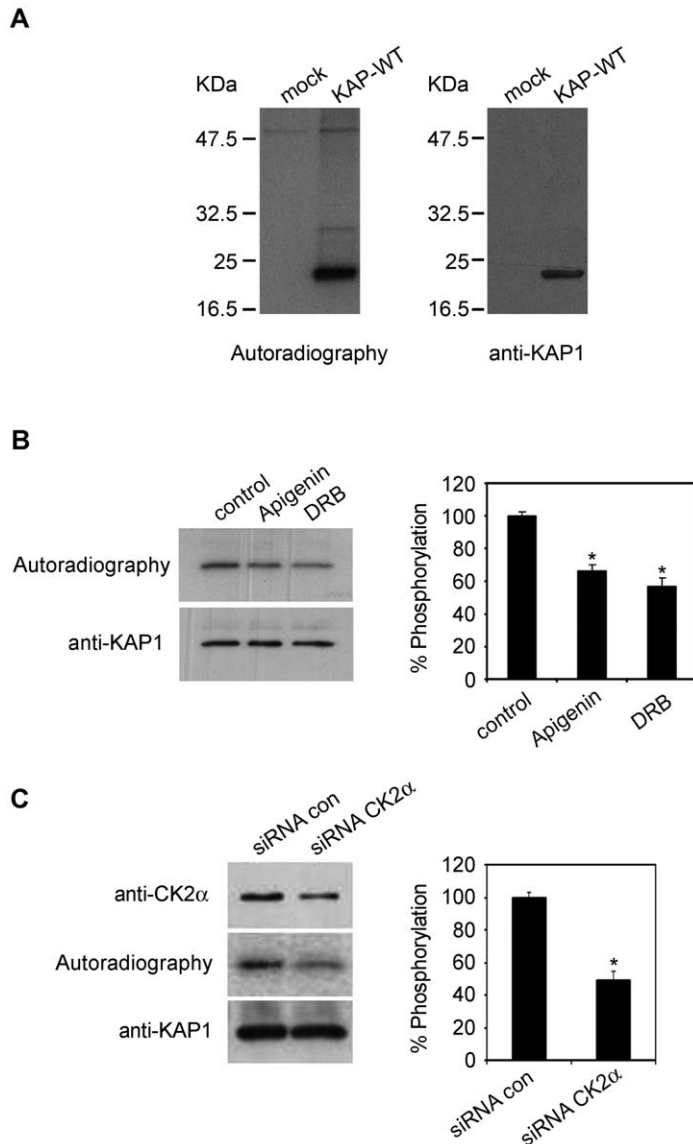 A
KDa mock KAP-WT KDa mock KAP-WT
47.5 47.5
32.5 32.5
25 25
16.5 16.5
Autoradiography anti-KAP1
B
control Apigenin DRB
Autoradiography
anti-KAP1
% Phosphorylation
120
100
80
60
40
20
0
* *
control Apigenin DRB
C
siRNA con siRNA CK2α
anti-CK2α
Autoradiography
anti-KAP1
% Phosphorylation
120
100
80
60
40
20
0
*
siRNA con siRNA CK2α